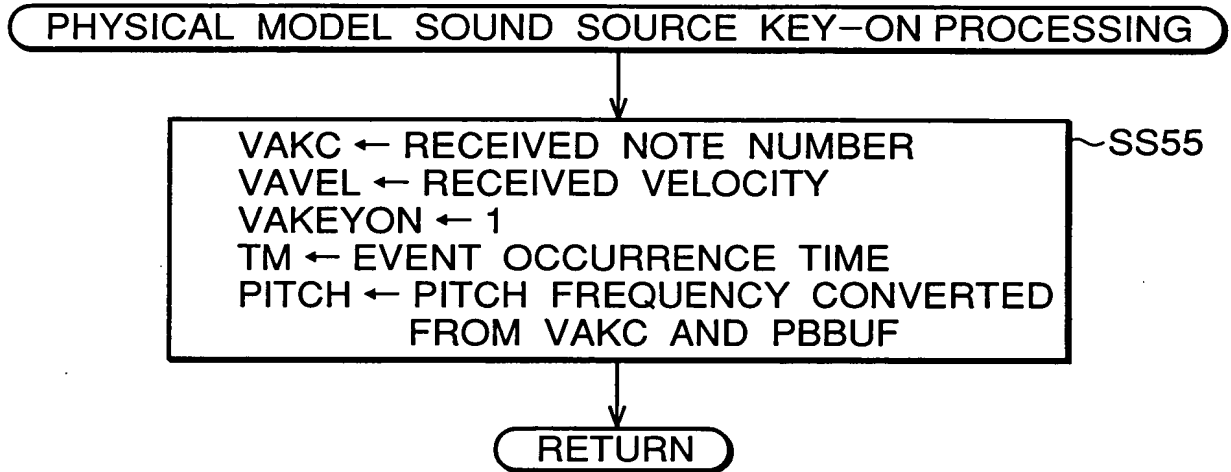 PHYSICAL MODEL SOUND SOURCE KEY-ON PROCESSING
VAKC ← RECEIVED NOTE NUMBER
SS55
VAVEL ← RECEIVED VELOCITY
VAKEYON ← 1
TM ← EVENT OCCURRENCE TIME
PITCH ← PITCH FREQUENCY CONVERTED
FROM VAKC AND PBBUF
RETURN